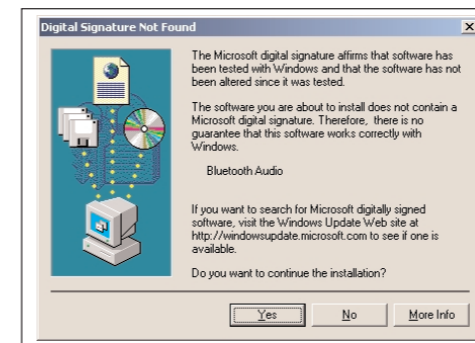 Digital Signature Not Found
The Microsoft digital signature affirms that software has
been tested with Windows and that the software has not
been altered since it was tested.
The software you are about to install does not contain a
Microsoft digital signature. Therefore, there is no
guarantee that this software works correctly with
Windows.
Bluetooth Audio
If you want to search for Microsoft digitally signed
software, visit the Windows Update Web site at
http://windowsupdate.microsoft.com to see if one is
available.
Do you want to continue the installation?
Yes No More Info